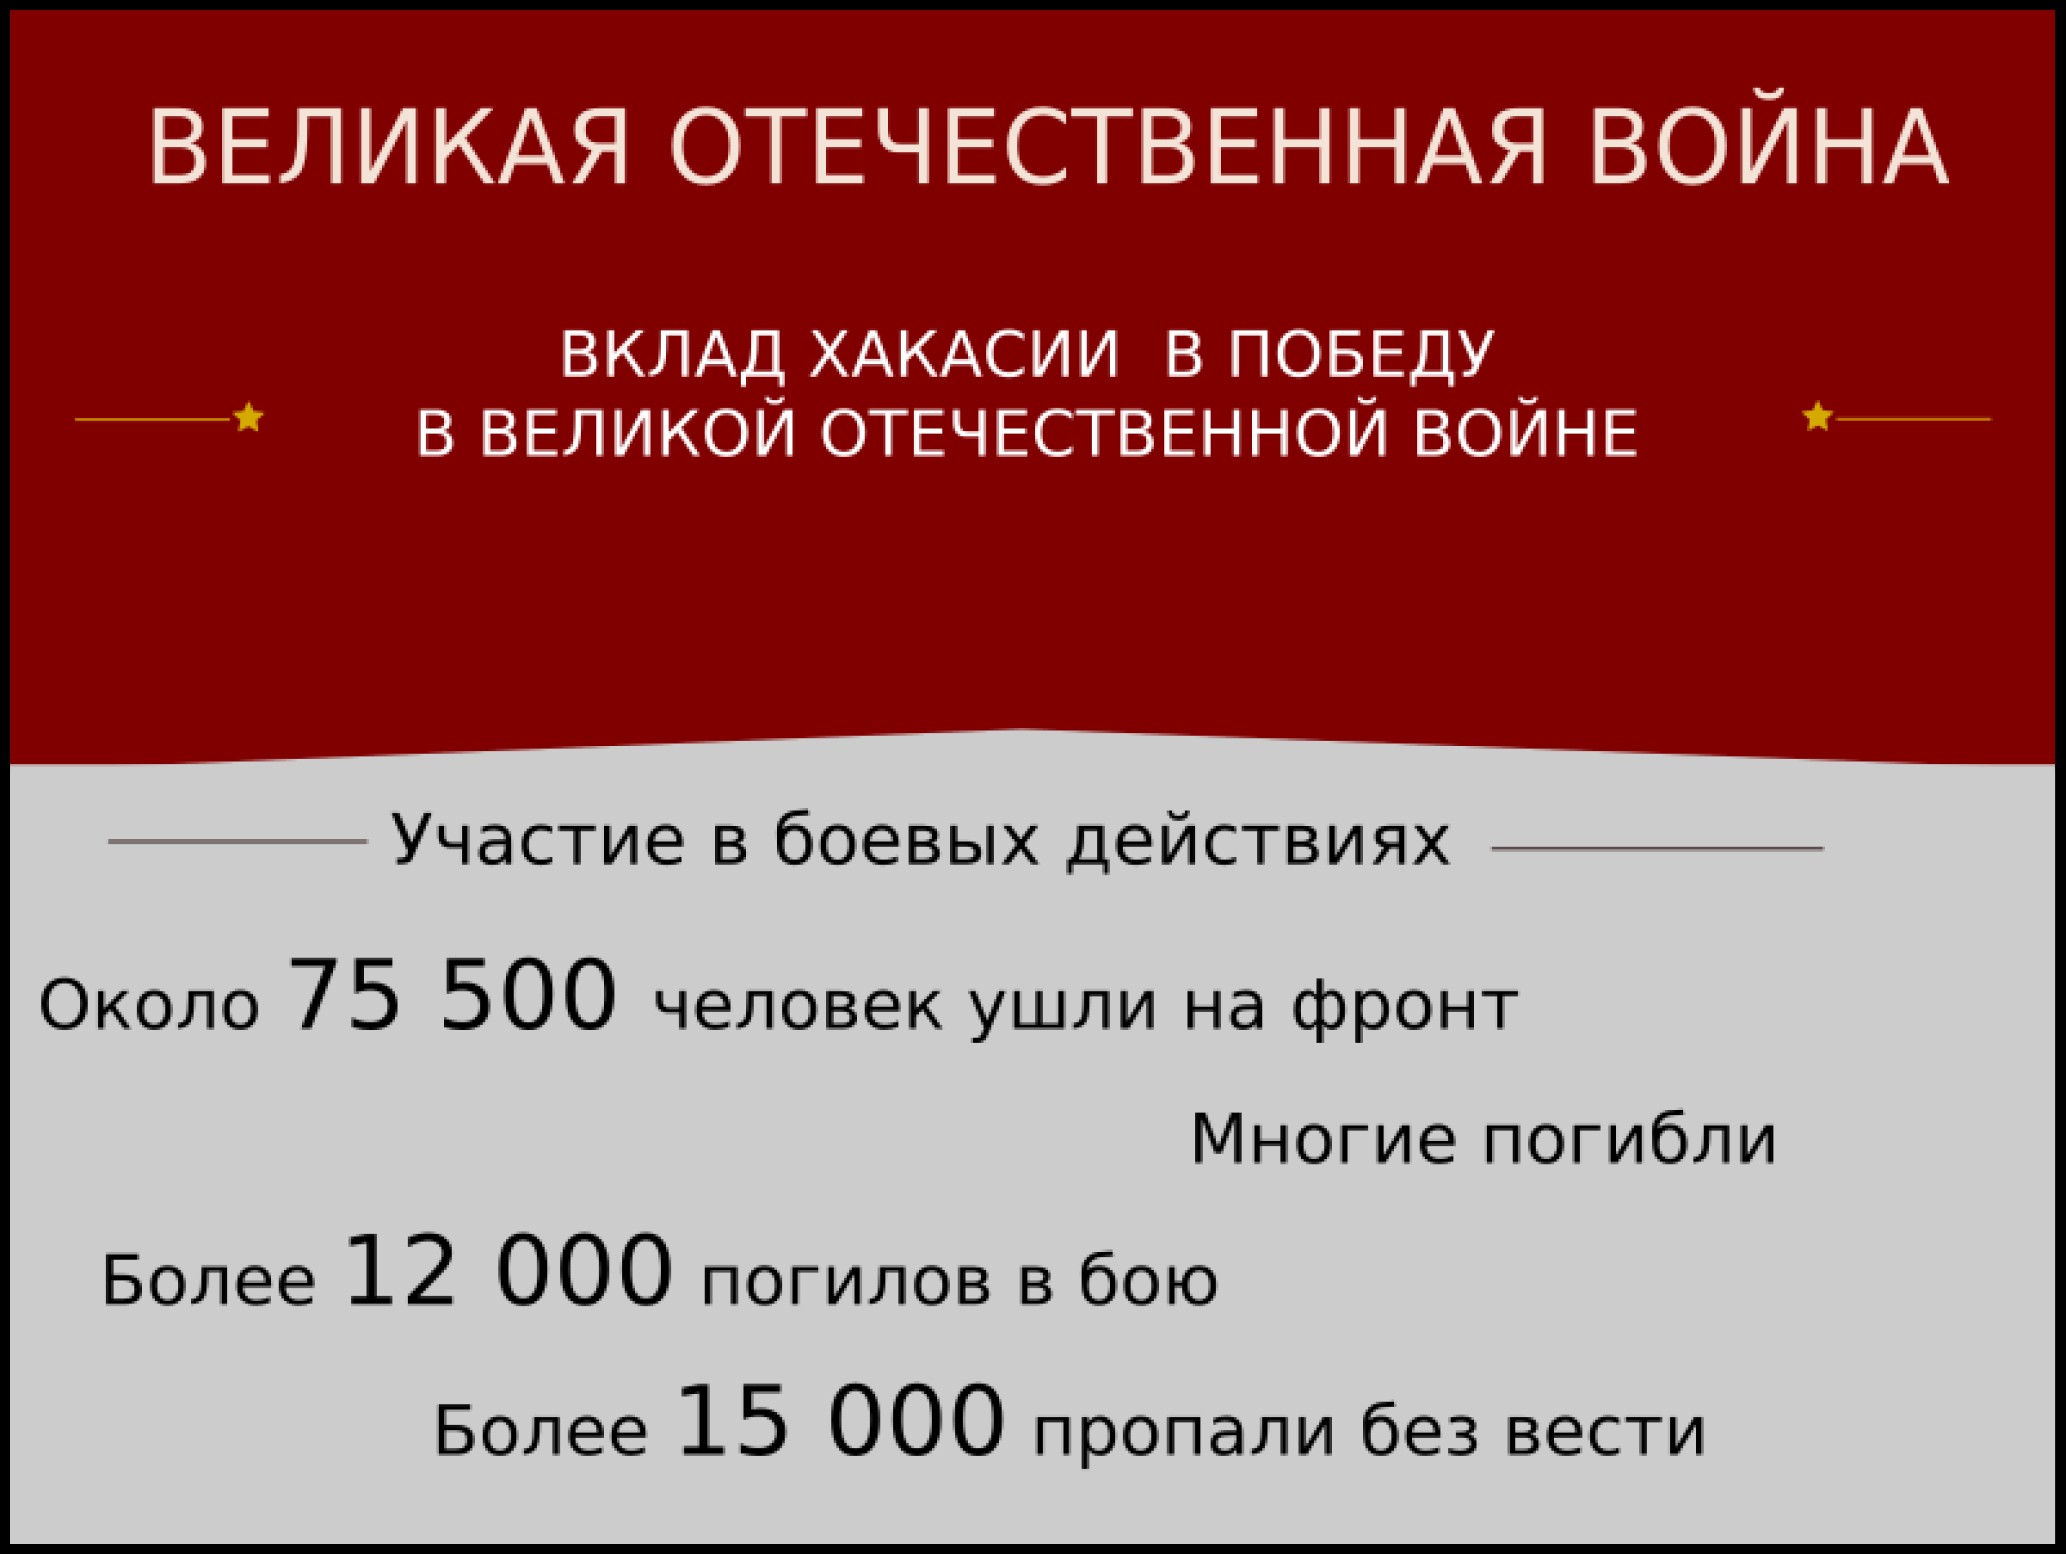 ВЕЛИКАЯ ОТЕЧЕСТВЕННАЯ ВОЙНА
ВКЛАД ХАКАСИИ В ПОБЕДУ
В ВЕЛИКОЙ ОТЕЧЕСТВЕННОЙ ВОЙНЕ
Участие в боевых действиях
Около 75 500 человек ушли на фронт
Многие погибли
Более 12 000 погилов в бою
Более 15 000 пропали без вести